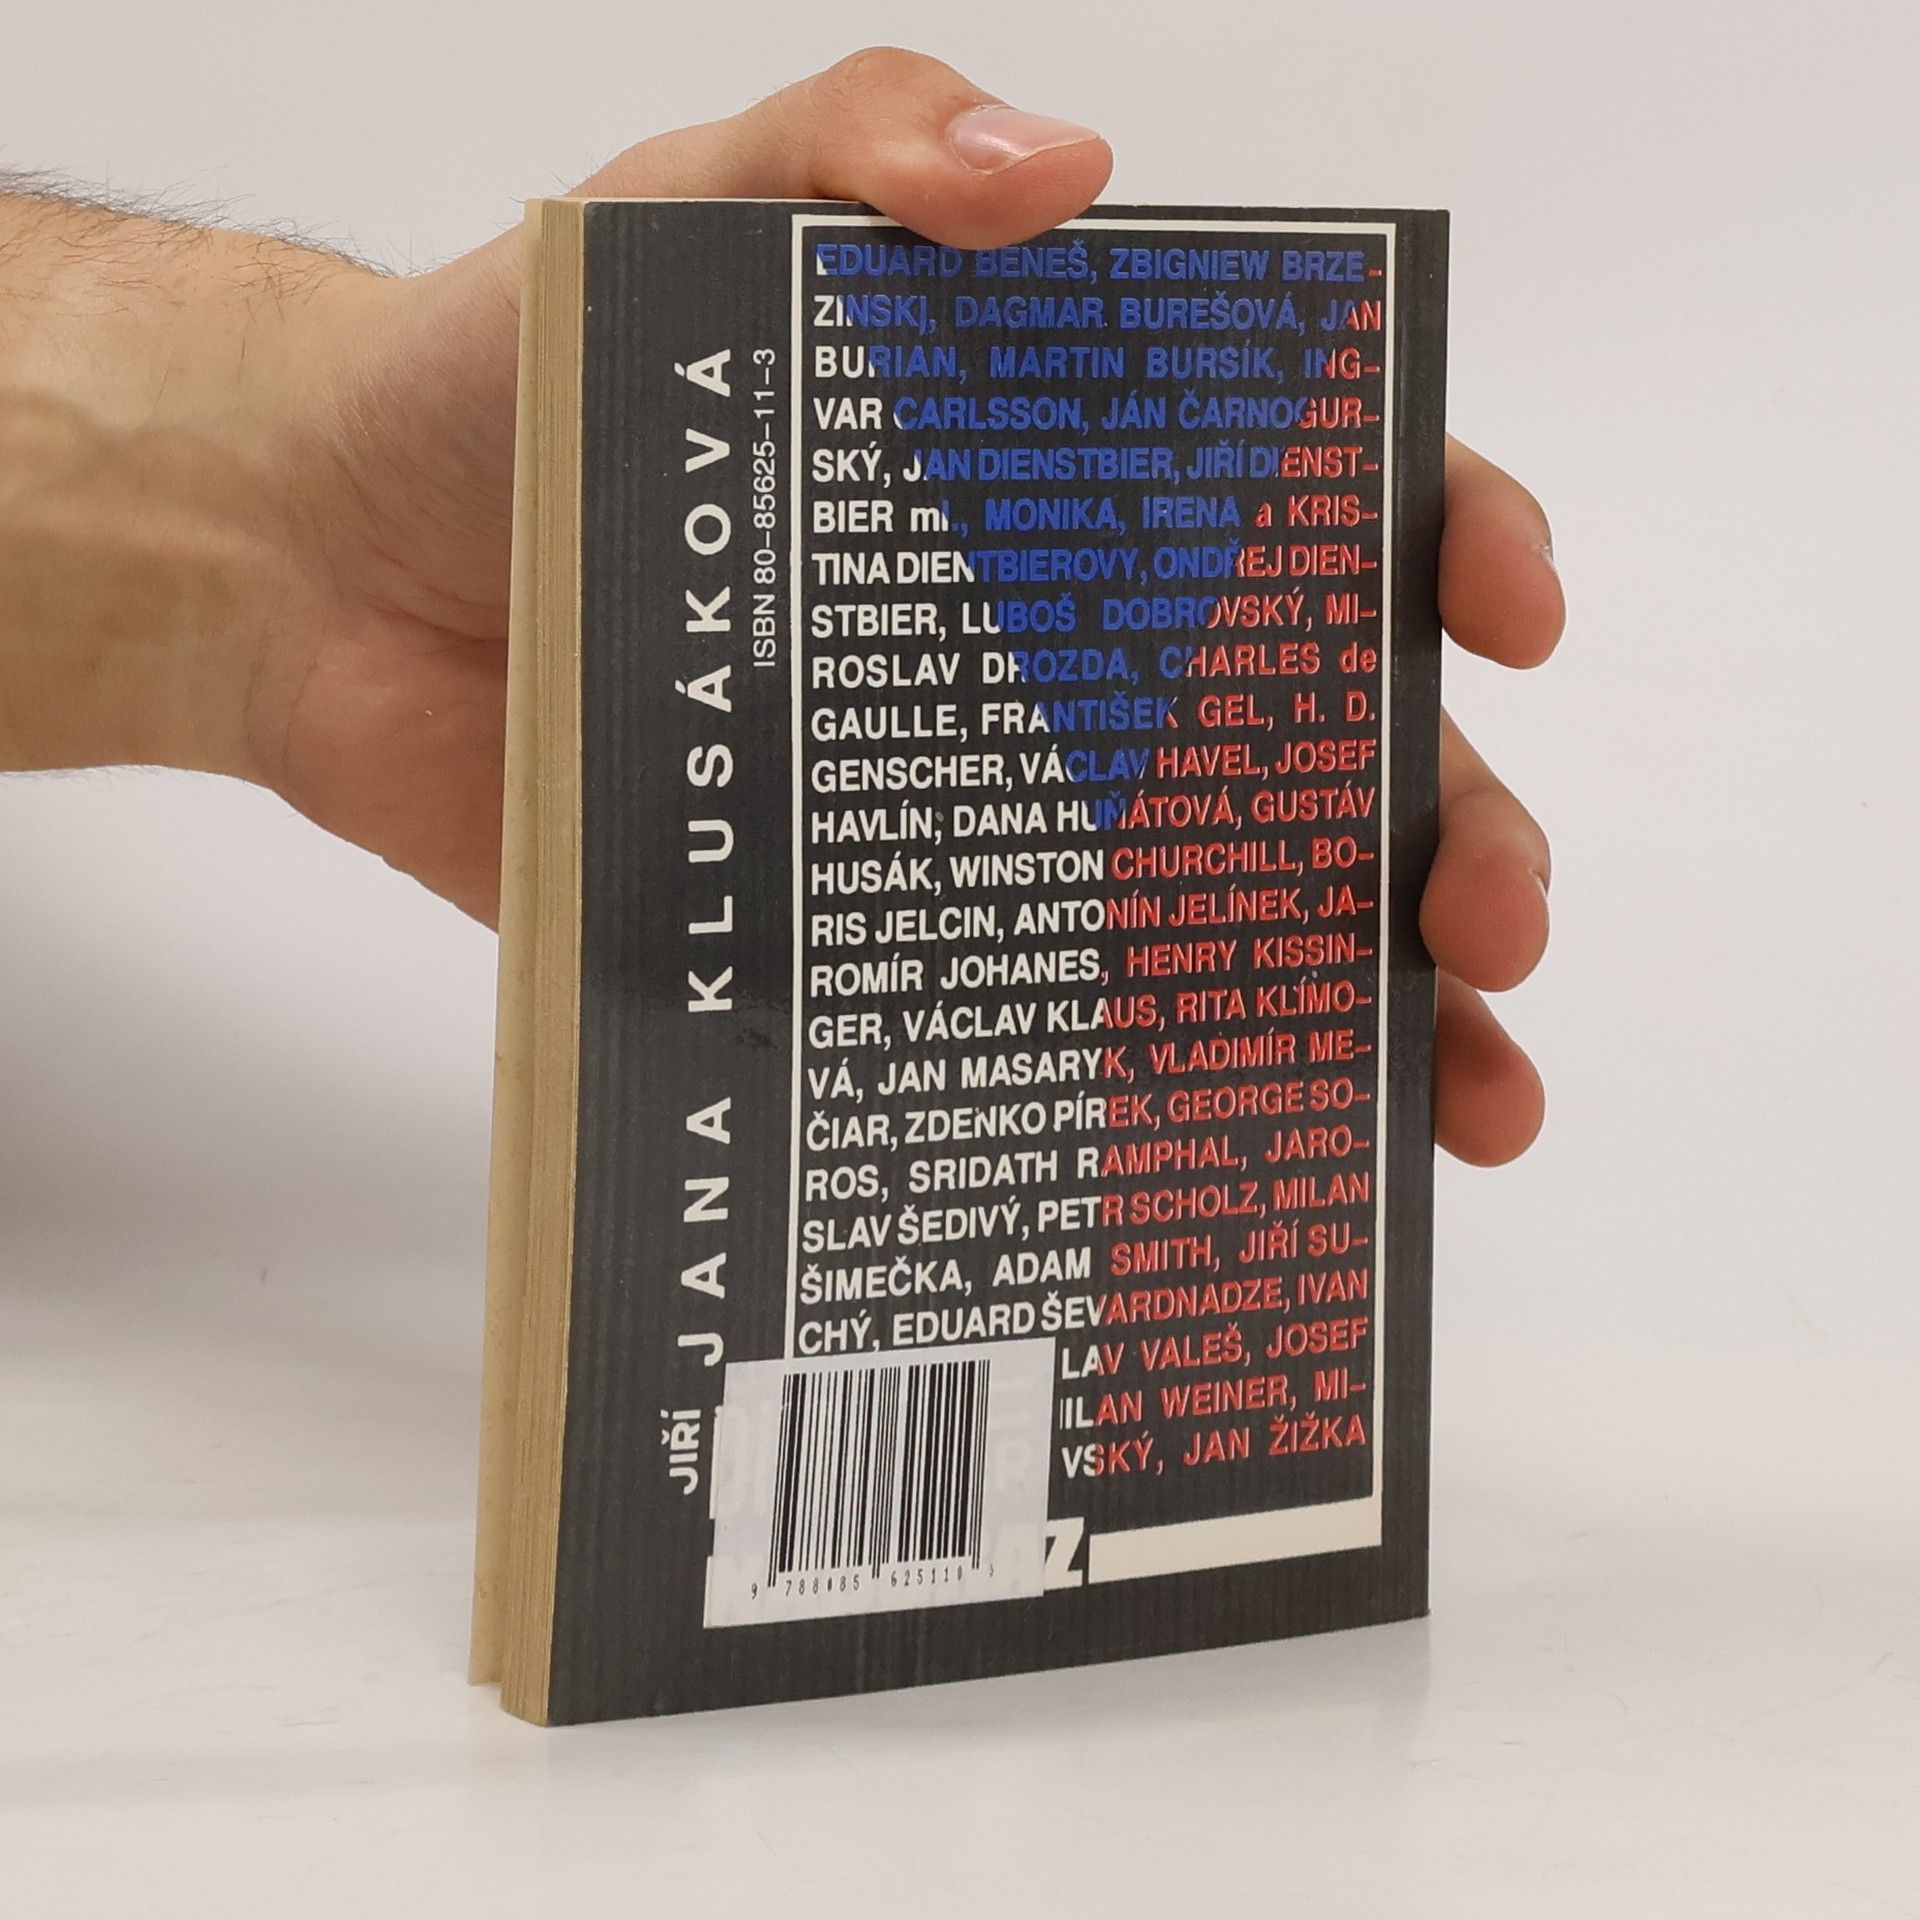 JANA KLUSÁKOVÁ
ISBN 80-85625-11-3
JIŘÍ
EDUARD BENEŠ, ZBIGNIEW BRZE-
ZINSKI, DAGMAR BUREŠOVÁ, JAN
BURIAN, MARTIN BURSÍK, ING-
VAR CARLSSON, JÁN ČARNOGUR-
SKÝ, JAN DIENSTBIER, JIŘÍ DIENST-
BIER ml., MONIKA, IRENA a KRIS-
TINA DIENTBIEROVY, ONDŘEJ DIEN-
STBIER, LUBOŠ DOBROVSKÝ, MI-
ROSLAV DROZDA, CHARLES de
GAULLE, FRANTIŠEK GEL, H. D.
GENSCHER, VÁCLAV HAVEL, JOSEF
HAVLÍN, DANA HUŇÁTOVÁ, GUSTÁV
HUSÁK, WINSTON CHURCHILL, BO-
RIS JELCIN, ANTONÍN JELÍNEK, JA-
ROMÍR JOHANES, HENRY KISSIN-
GER, VÁCLAV KLAUS, RITA KLÍMO-
VÁ, JAN MASARYK, VLADIMÍR ME-
ČIAR, ZDENKO PÍREK, GEORGE SO-
ROS, SRIDATH RAMPHAL, JARO-
SLAV ŠEDIVÝ, PETR SCHOLZ, MILAN
ŠIMEČKA, ADAM SMITH, JIŘÍ SU-
CHÝ, EDUARD ŠEVARDNADZE, IVAN
LAV VALEŠ, JOSEF
ILAN WEINER, MI-
VSKÝ, JAN ŽIŽKA
9 788085 625110 >